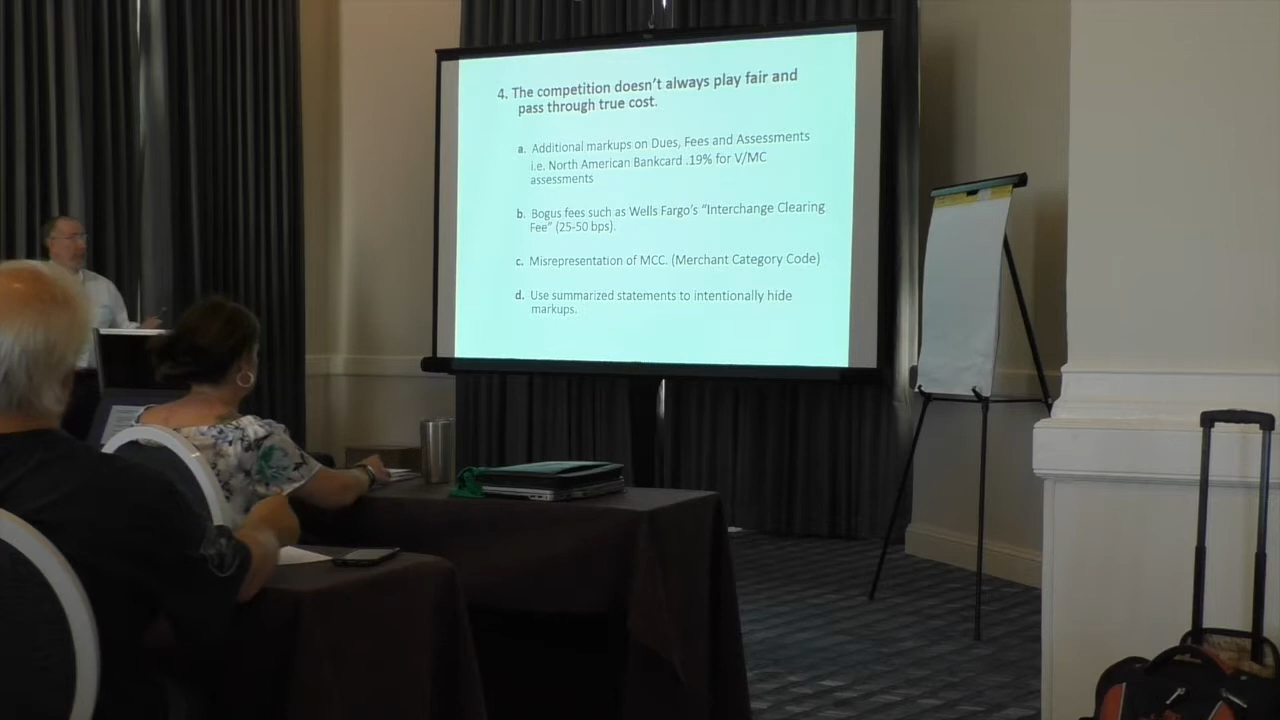 4. The competition doesn't always play fair and
pass through true cost.
a. Additional markups on Dues, Fees and Assessments
i.e. North American Bankcard .19% for V/MC
assessments
b. Bogus fees such as Wells Fargo's “Interchange Clearing
Fee” (25-50 bps).
c. Misrepresentation of MCC. (Merchant Category Code)
d. Use summarized statements to intentionally hide
markups.